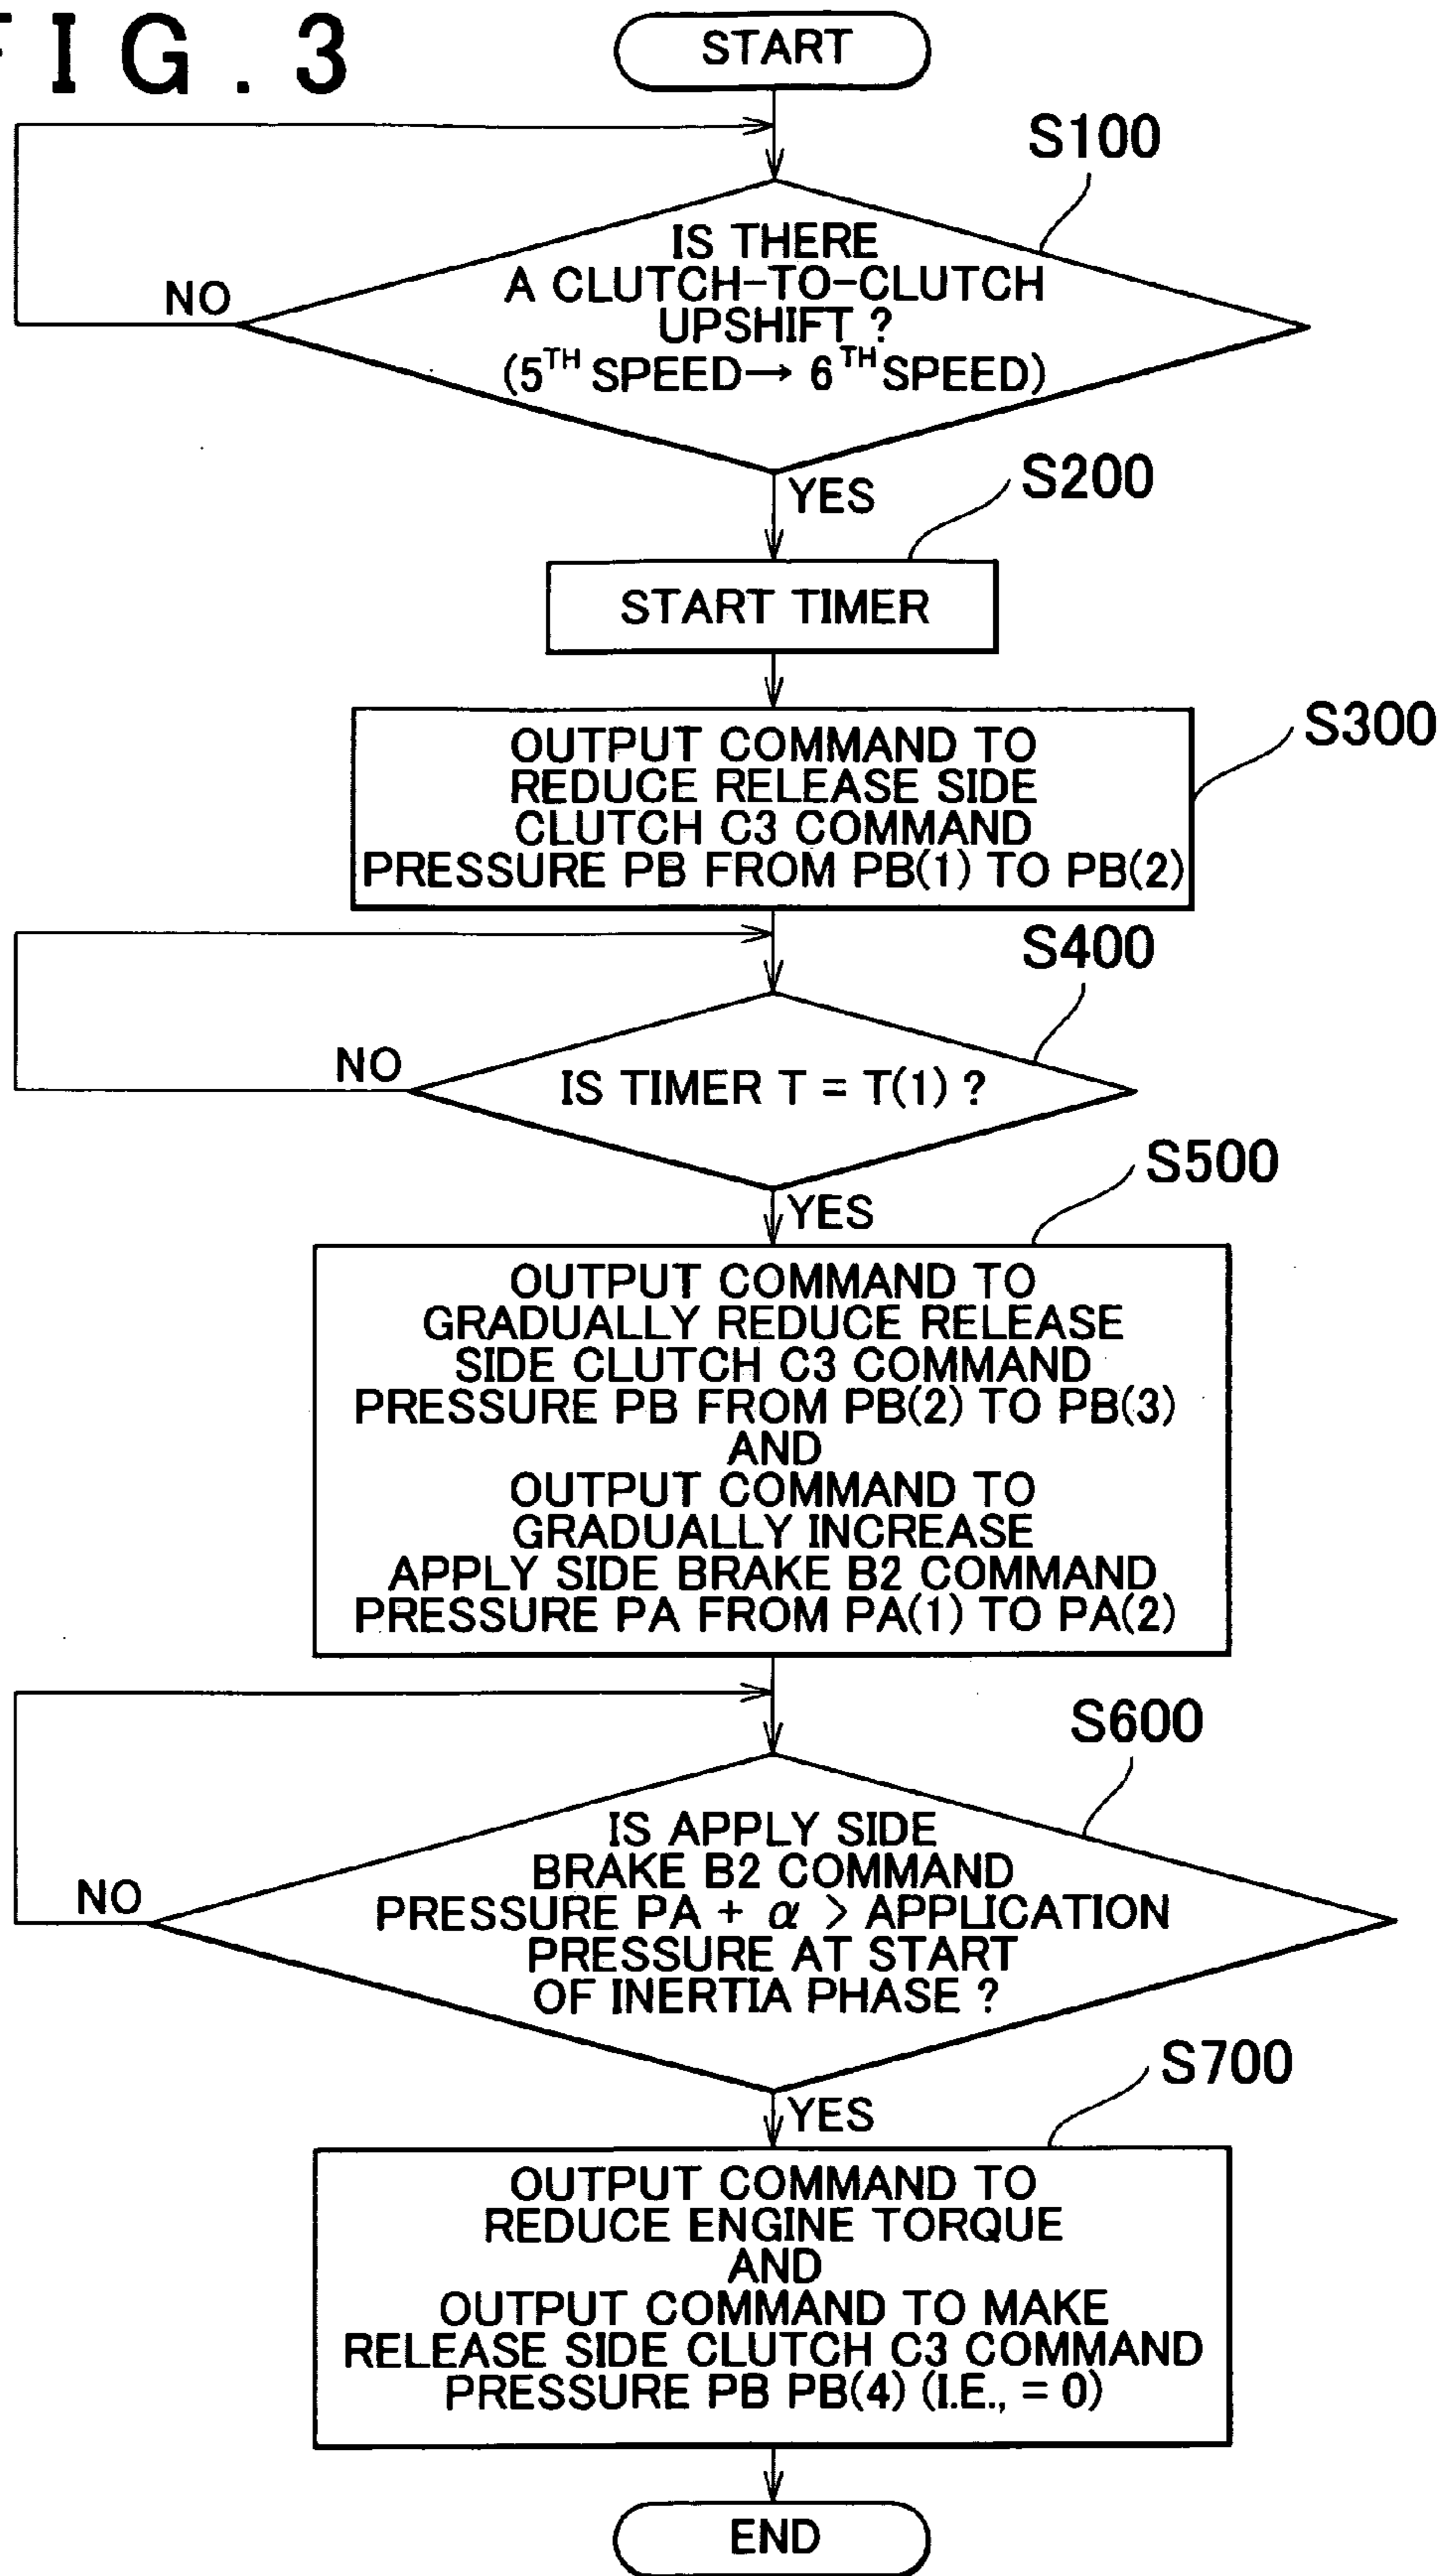 FIG.3
START
S100
IS THERE
A CLUTCH-TO-CLUTCH
UPSHIFT ?
(5TH SPEED→ 6TH SPEED)
NO
YES
S200
START TIMER
S300
OUTPUT COMMAND TO
REDUCE RELEASE SIDE
CLUTCH C3 COMMAND
PRESSURE PB FROM PB(1) TO PB(2)
S400
NO
IS TIMER T = T(1) ?
YES
S500
OUTPUT COMMAND TO
GRADUALLY REDUCE RELEASE
SIDE CLUTCH C3 COMMAND
PRESSURE PB FROM PB(2) TO PB(3)
AND
OUTPUT COMMAND TO
GRADUALLY INCREASE
APPLY SIDE BRAKE B2 COMMAND
PRESSURE PA FROM PA(1) TO PA(2)
S600
IS APPLY SIDE
BRAKE B2 COMMAND
PRESSURE PA + α > APPLICATION
PRESSURE AT START
OF INERTIA PHASE ?
NO
YES
S700
OUTPUT COMMAND TO
REDUCE ENGINE TORQUE
AND
OUTPUT COMMAND TO MAKE
RELEASE SIDE CLUTCH C3 COMMAND
PRESSURE PB PB(4) (I.E., = 0)
END